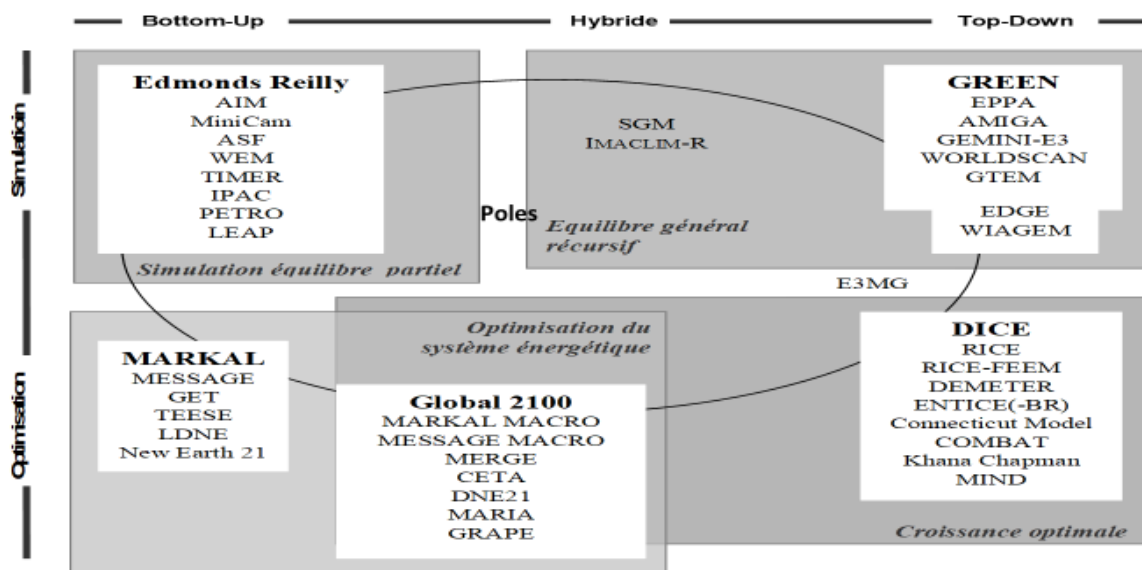 Bottom-Up
Hybride
Top-Down
Simulatioin
Optimisation
Edmonds Reilly
AIM
MiniCam
ASF
WEM
TIMER
IPAC
PETRO
LEAP
Simulation équilibre partiel
Poles
SGM
IMACLIM-R
Equilibre général
récursif
GREEN
EPPA
AMIGA
GEMINI-E3
WORLDSCAN
GTEM
EDGE
WIAGEM
E3MG
MARKAL
MESSAGE
GET
TEESE
LDNE
New Earth 21
Optimisation du
système énergétique
Global 2100
MARKAL MACRO
MESSAGE MACRO
MERGE
CETA
DNE21
MARIA
GRAPE
DICE
RICE
RICE-FEEM
DEMETER
ENTICE(-BR)
Connecticut Model
COMBAT
Khana Chapman
MIND
Croissance optimale